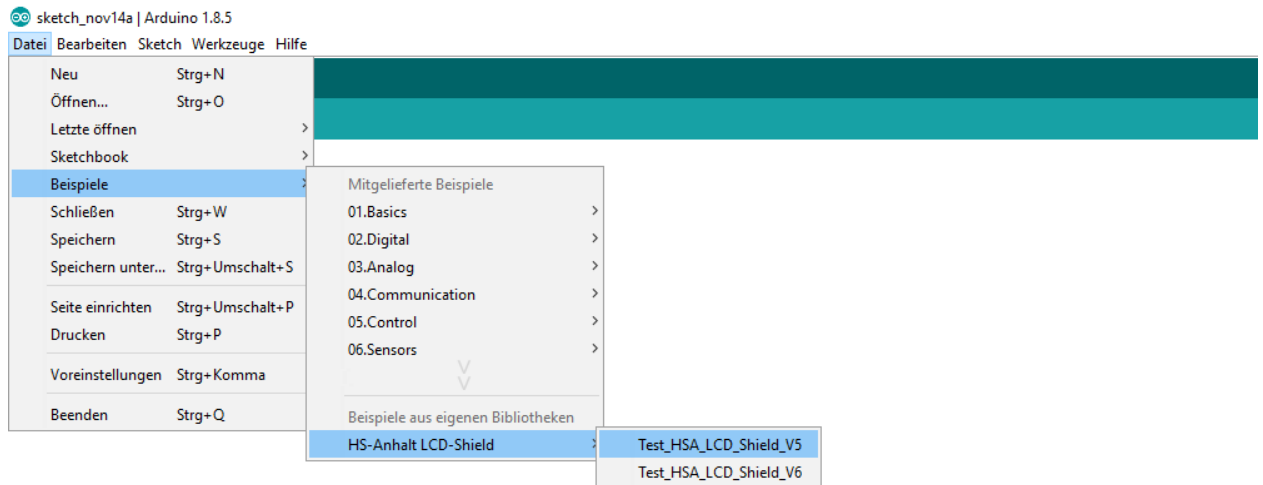 sketch_nov14a | Arduino 1.8.5
Datei Bearbeiten Sketch Werkzeuge Hilfe
Neu Strg+N
Öffnen... Strg+O
Letzte öffnen
Sketchbook
Beispiele
Schließen Strg+W
Speichern Strg+S
Speichern unter... Strg+Umschalt+S
Seite einrichten Strg+Umschalt+P
Drucken Strg+P
Voreinstellungen Strg+Komma
Beenden Strg+Q
Mitgelieferte Beispiele
01.Basics
02.Digital
03.Analog
04.Communication
05.Control
06.Sensors
Beispiele aus eigenen Bibliotheken
HS-Anhalt LCD-Shield
Test_HSA_LCD_Shield_V5
Test_HSA_LCD_Shield_V6